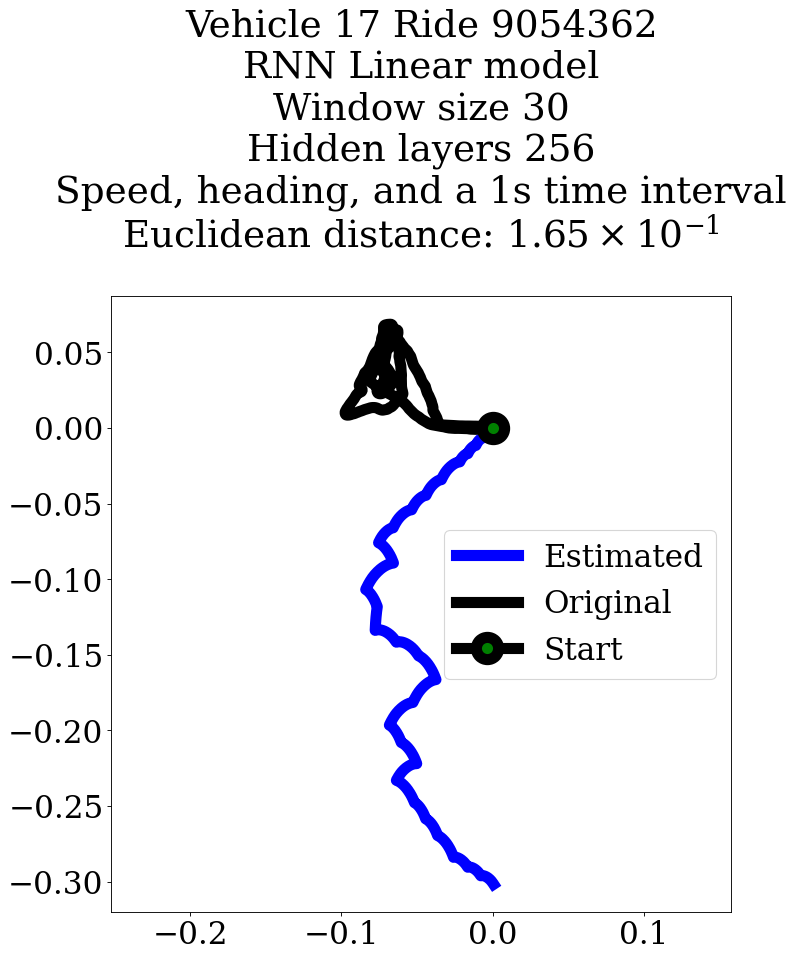 Vehicle 17 Ride 9054362
RNN Linear model
Window size 30
Hidden layers 256
Speed, heading, and a 1s time interval
Euclidean distance: 1.65 × 10⁻¹
0.05
0.00
−0.05
−0.10
−0.15
−0.20
−0.25
−0.30
Estimated
Original
Start
−0.2
−0.1
0.0
0.1